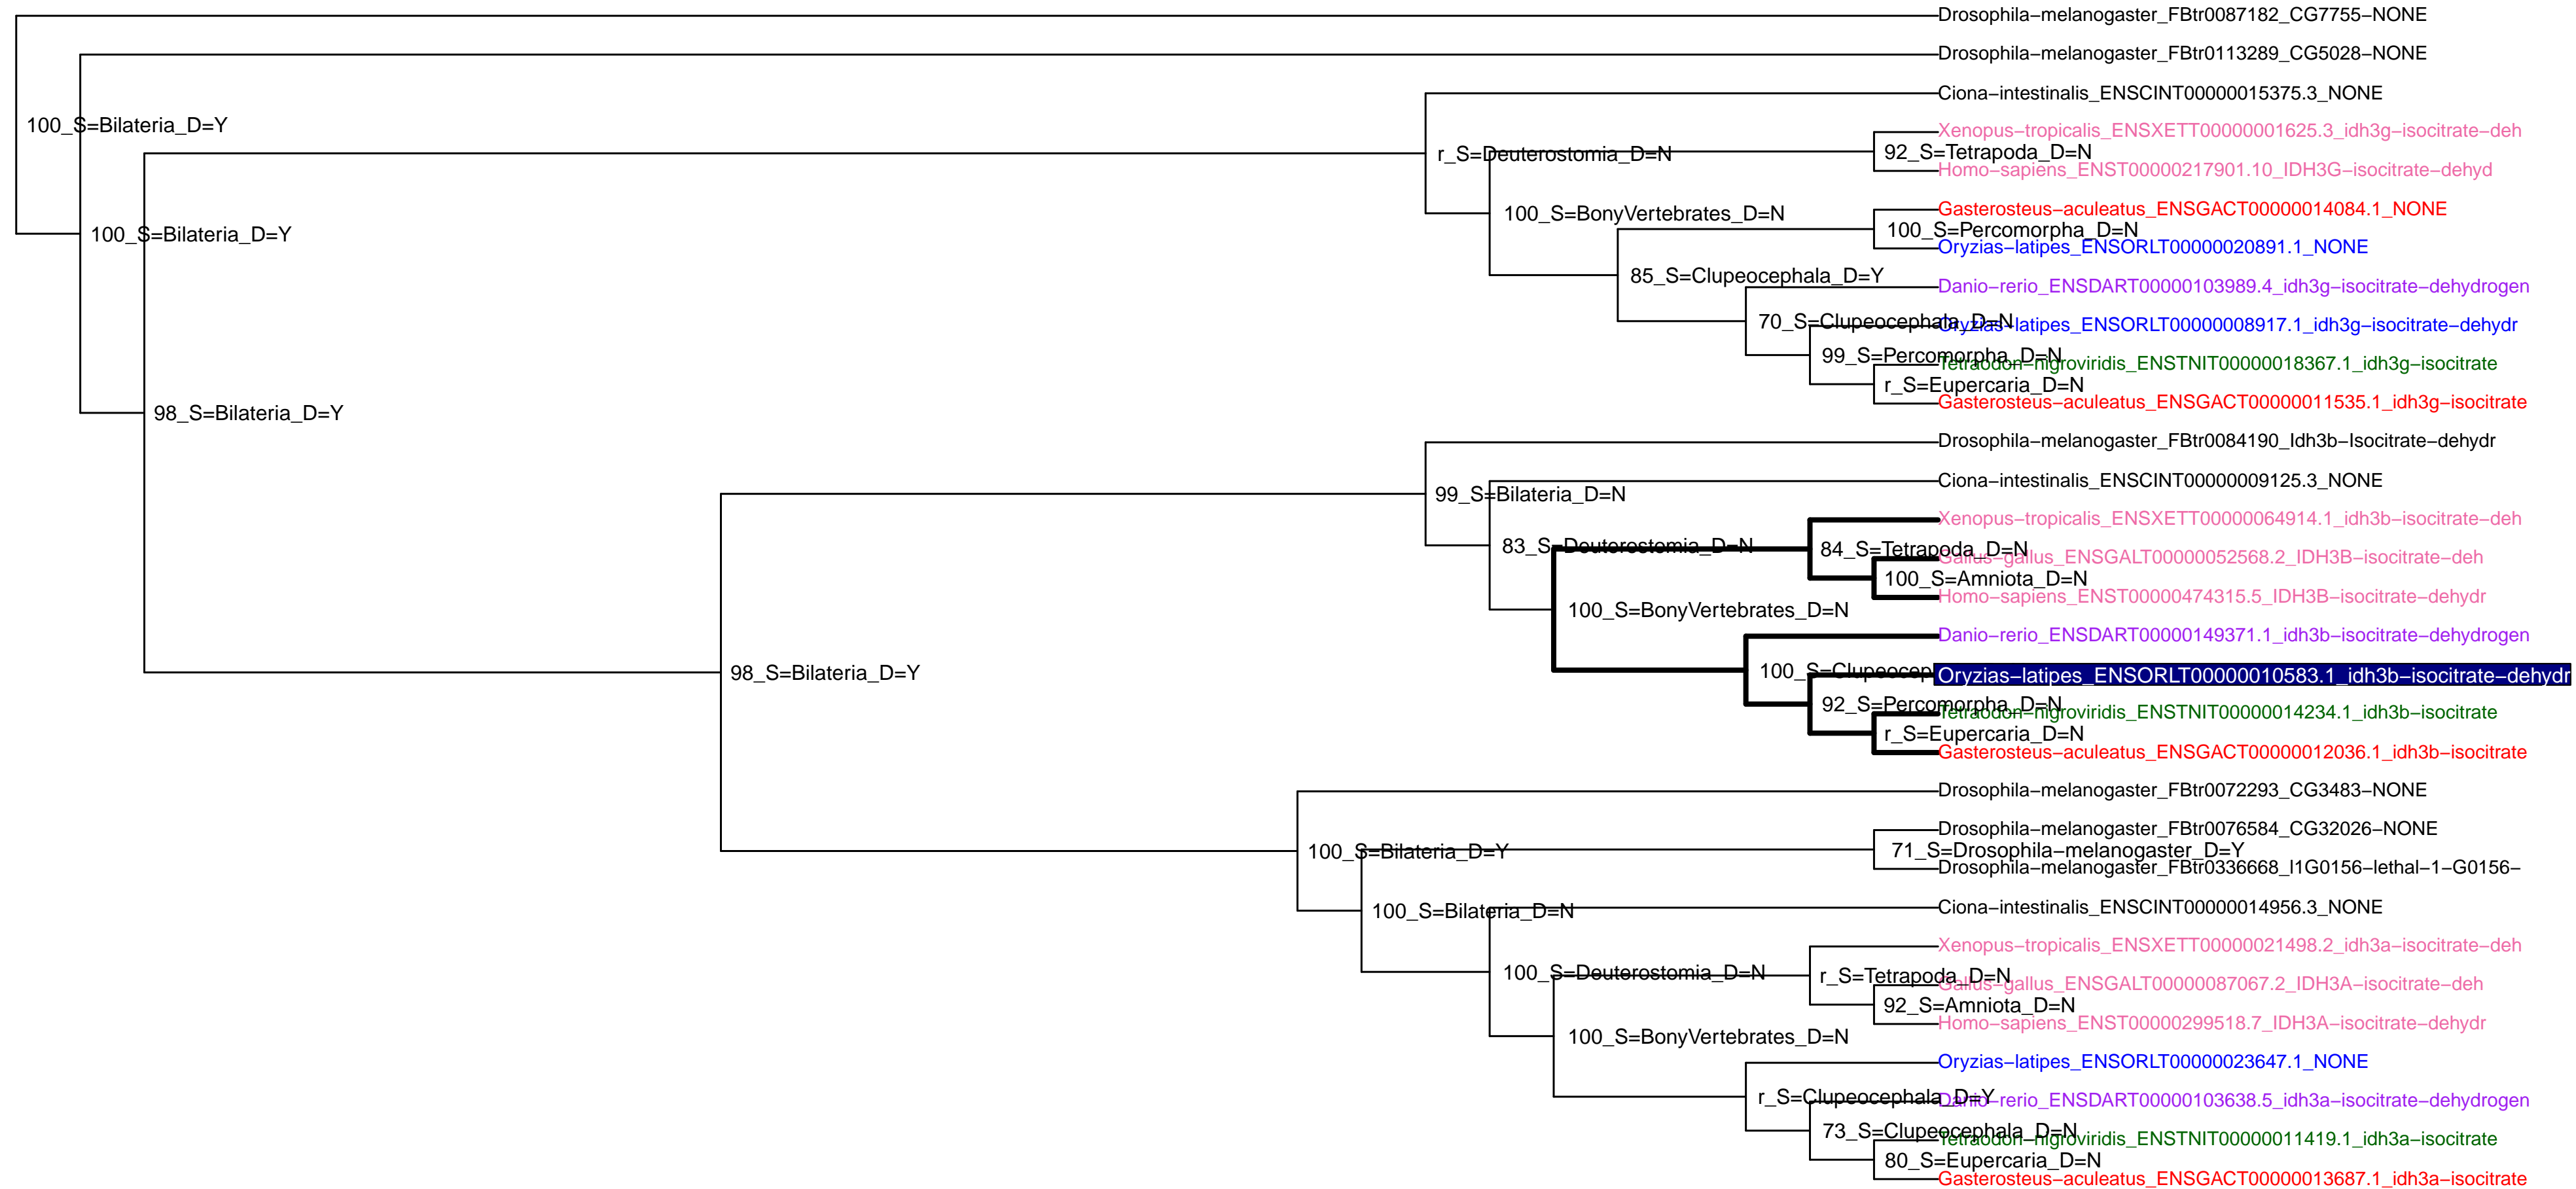 Drosophila−melanogaster_FBtr0087182_CG7755−NONE
Drosophila−melanogaster_FBtr0113289_CG5028−NONE
Ciona−intestinalis_ENSCINT00000015375.3_NONE
100_S=Bilateria_D=Y
Xenopus−tropicalis_ENSXETT00000001625.3_idh3g−isocitrate−deh
r_S=Deuterostomia_D=N
92_S=Tetrapoda_D=N
Homo−sapiens_ENST00000217901.10_IDH3G−isocitrate−dehyd
Gasterosteus−aculeatus_ENSGACT00000014084.1_NONE
100_S=BonyVertebrates_D=N
100_S=Percomorpha_D=N
100_S=Bilateria_D=Y
Oryzias−latipes_ENSORLT00000020891.1_NONE
85_S=Clupeocephala_D=Y
Danio−rerio_ENSDART00000103989.4_idh3g−isocitrate−dehydrogen
70_S=Clupeocephala_D=N
Oryzias−latipes_ENSORLT00000008917.1_idh3g−isocitrate−dehydr
99_S=Percomorpha_D=N
Tetraodon−nigroviridis_ENSTNIT00000018367.1_idh3g−isocitrate
r_S=Eupercaria_D=N
Gasterosteus−aculeatus_ENSGACT00000011535.1_idh3g−isocitrate
98_S=Bilateria_D=Y
Drosophila−melanogaster_FBtr0084190_Idh3b−Isocitrate−dehydr
Ciona−intestinalis_ENSCINT00000009125.3_NONE
99_S=Bilateria_D=N
Xenopus−tropicalis_ENSXETT00000064914.1_idh3b−isocitrate−deh
83_S=Deuterostomia_D=N
84_S=Tetrapoda_D=N
Gallus−gallus_ENSGALT00000052568.2_IDH3B−isocitrate−deh
100_S=Amniota_D=N
Homo−sapiens_ENST00000474315.5_IDH3B−isocitrate−dehydr
100_S=BonyVertebrates_D=N
Danio−rerio_ENSDART00000149371.1_idh3b−isocitrate−dehydrogen
98_S=Bilateria_D=Y
100_S=Clupeocep
Oryzias−latipes_ENSORLT00000010583.1_idh3b−isocitrate−dehydr
92_S=Percomorpha_D=N
Tetraodon−nigroviridis_ENSTNIT00000014234.1_idh3b−isocitrate
r_S=Eupercaria_D=N
Gasterosteus−aculeatus_ENSGACT00000012036.1_idh3b−isocitrate
Drosophila−melanogaster_FBtr0072293_CG3483−NONE
Drosophila−melanogaster_FBtr0076584_CG32026−NONE
100_S=Bilateria_D=Y
71_S=Drosophila−melanogaster_D=Y
Drosophila−melanogaster_FBtr0336668_l1G0156−lethal−1−G0156−
100_S=Bilateria_D=N
Ciona−intestinalis_ENSCINT00000014956.3_NONE
Xenopus−tropicalis_ENSXETT00000021498.2_idh3a−isocitrate−deh
100_S=Deuterostomia_D=N
r_S=Tetrapoda_D=N
Gallus−gallus_ENSGALT00000087067.2_IDH3A−isocitrate−deh
92_S=Amniota_D=N
Homo−sapiens_ENST00000299518.7_IDH3A−isocitrate−dehydr
100_S=BonyVertebrates_D=N
Oryzias−latipes_ENSORLT00000023647.1_NONE
r_S=Clupeocephala_D=Y
Danio−rerio_ENSDART00000103638.5_idh3a−isocitrate−dehydrogen
73_S=Clupeocephala_D=N
Tetraodon−nigroviridis_ENSTNIT00000011419.1_idh3a−isocitrate
80_S=Eupercaria_D=N
Gasterosteus−aculeatus_ENSGACT00000013687.1_idh3a−isocitrate